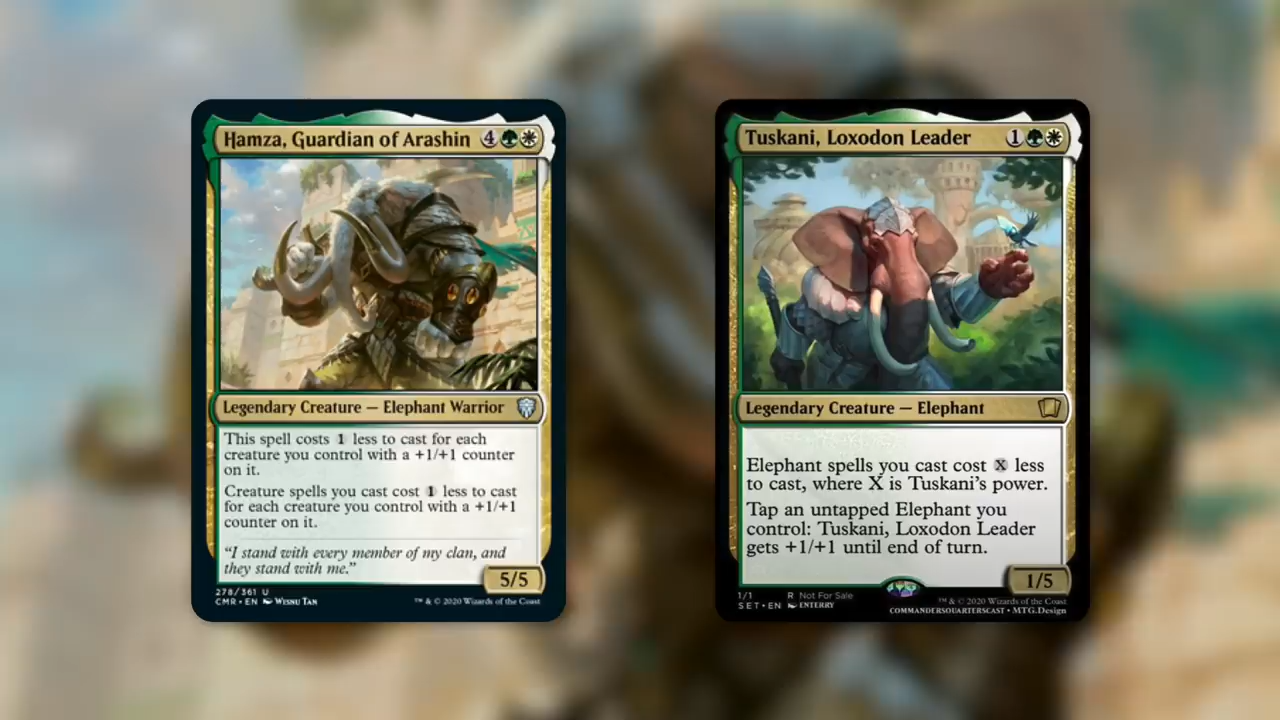 Hamza, Guardian of Arashin 4
Legendary Creature — Elephant Warrior
This spell costs 1 less to cast for each
creature you control with a +1/+1 counter
on it.
Creature spells you cast cost 1 less to cast
for each creature you control with a +1/+1
counter on it.
“I stand with every member of my clan, and
they stand with me.”
5/5
278/361 U
CMR • EN Wisnu Tan ™ & © 2020 Wizards of the Coast
Tuskani, Loxodon Leader 1
Legendary Creature — Elephant
Elephant spells you cast cost X less
to cast, where X is Tuskani’s power.
Tap an untapped Elephant you
control: Tuskani, Loxodon Leader
gets +1/+1 until end of turn.
1/5
1/1 R Not For Sale
SET • EN ENTERRY ™ & © 2020 Wizards of the Coast
COMMANDERSQUARTERSCAST • MTG.Design